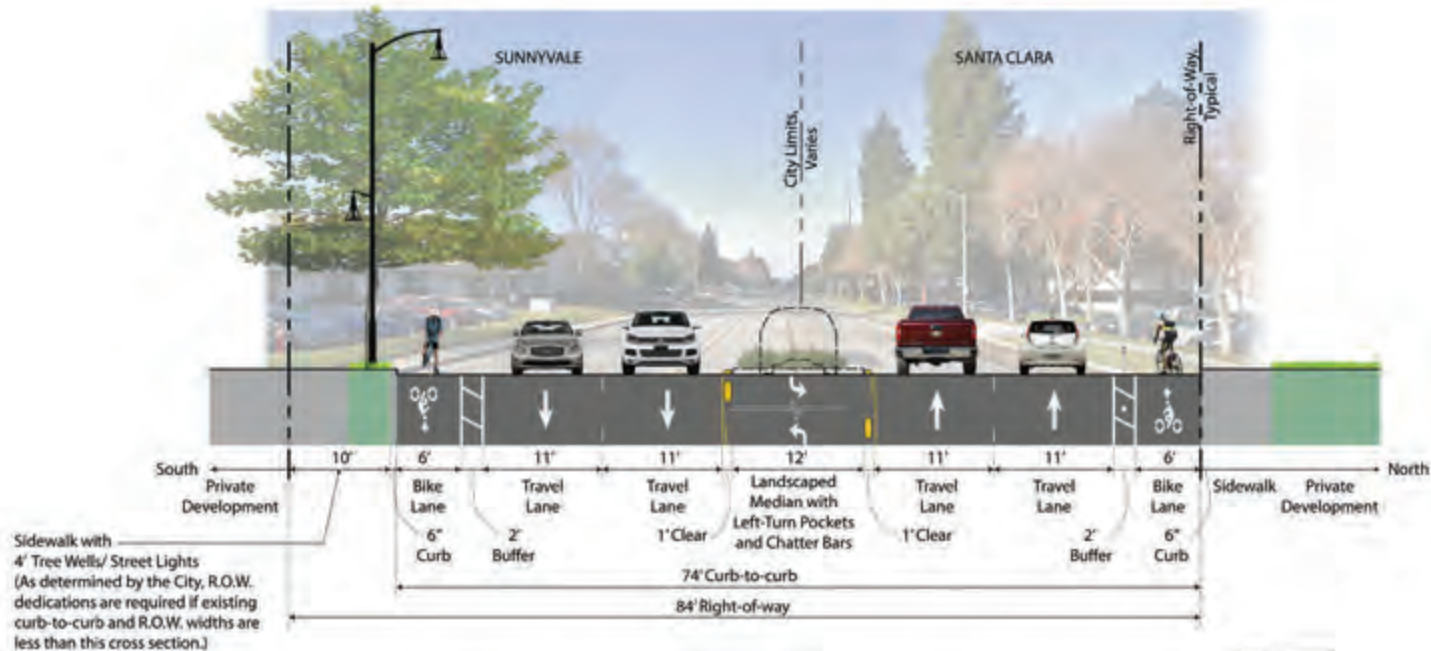 SUNNYVALE
SANTA CLARA
City Limits,
Varies
Right-of-Way,
Typical
South
10'
6'
11'
11'
12'
11'
11'
6'
North
Private
Development
Bike
Lane
Travel
Lane
Travel
Lane
Landscaped
Median with
Left-Turn Pockets
and Chatter Bars
Travel
Lane
Travel
Lane
Bike
Lane
Sidewalk
Private
Development
6"
Curb
2'
Buffer
1' Clear
1' Clear
2'
Buffer
6"
Curb
Sidewalk with
4' Tree Wells/ Street Lights
(As determined by the City, R.O.W.
dedications are required if existing
curb-to-curb and R.O.W. widths are
less than this cross section.)
74' Curb-to-curb
84' Right-of-way